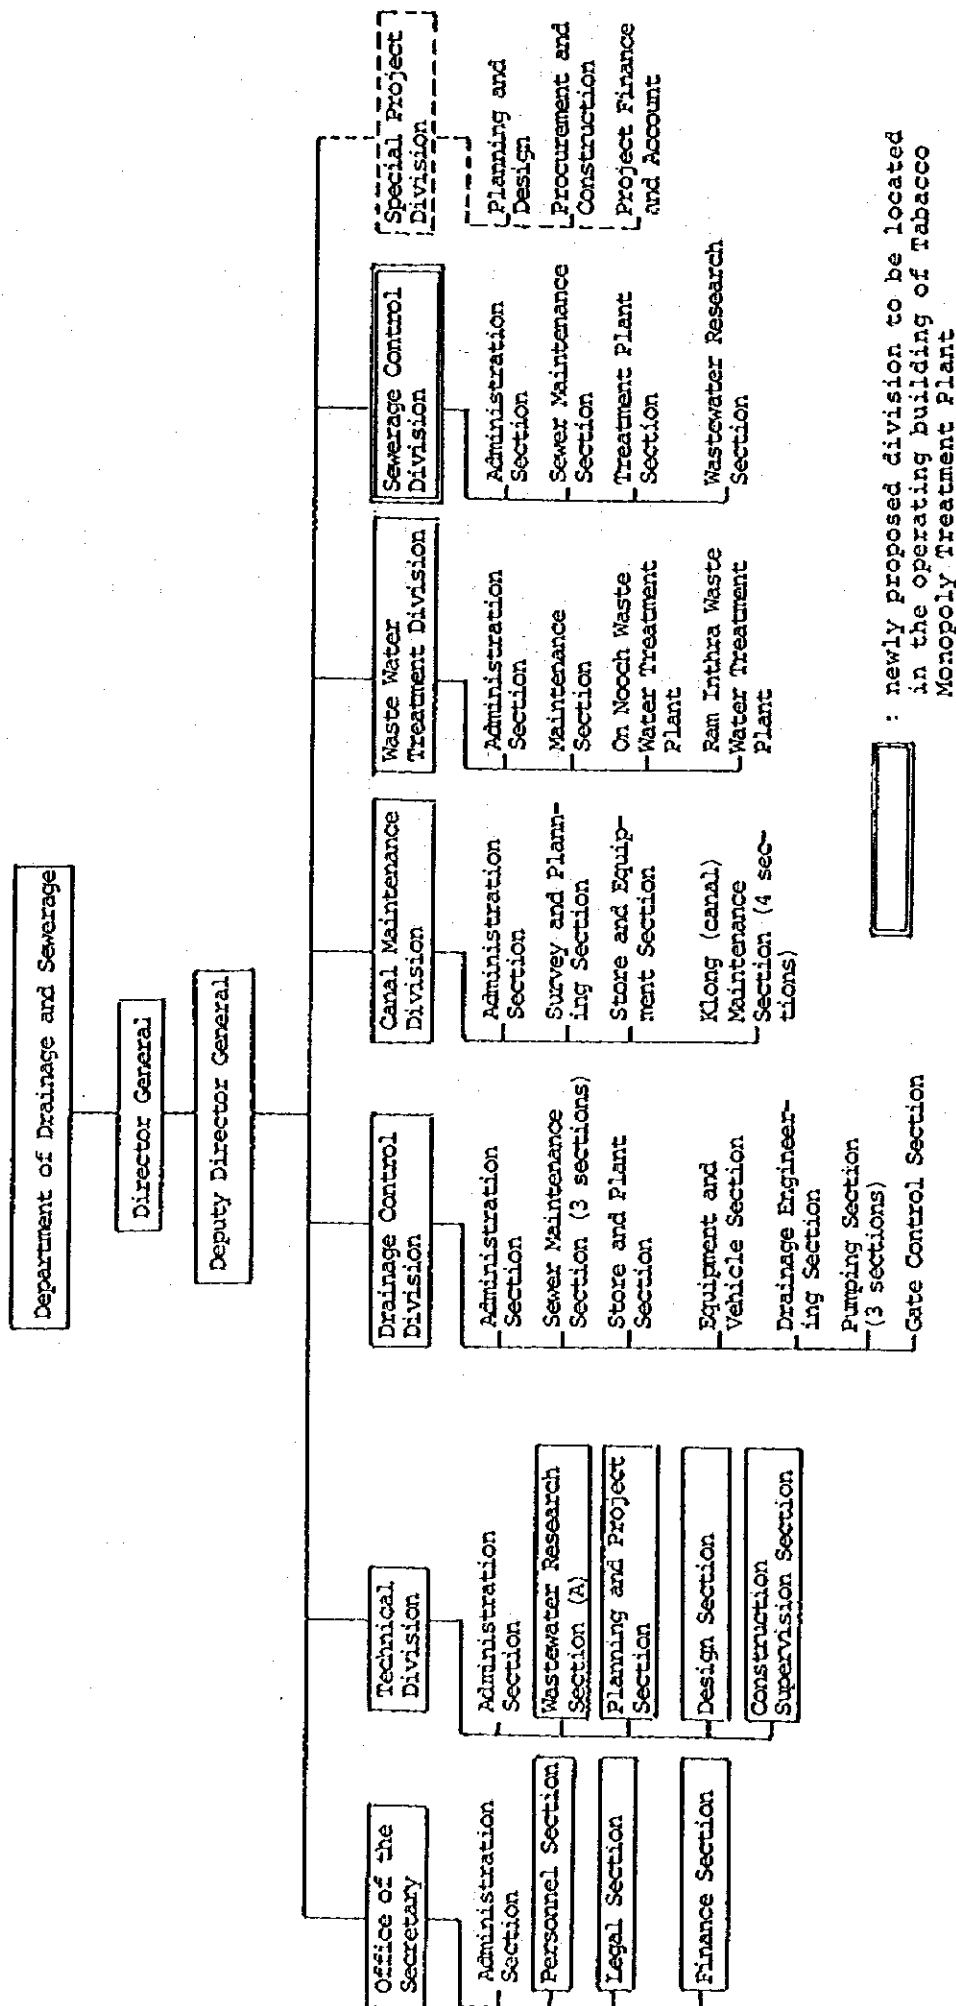 Department of Drainage and Sewerage
Director General
Deputy Director General
Office of the
Secretary
Administration
Section
Personnel Section
Legal Section
Finance Section
Technical
Division
Administration
Section
Wastewater Research
Section (A)
Planning and Project
Section
Design Section
Construction
Supervision Section
Drainage Control
Division
Administration
Section
Sewer Maintenance
Section (3 sections)
Store and Plant
Section
Equipment and
Vehicle Section
Drainage Engineer-
ing Section
Pumping Section
(3 sections)
Gate Control Section
Canal Maintenance
Division
Administration
Section
Survey and Plann-
ing Section
Store and Equip-
ment Section
Klong (canal)
Maintenance
Section (4 sec-
tions)
Waste Water
Treatment Division
Administration
Section
Maintenance
Section
On Nooch Waste
Water Treatment
Plant
Ram Inthra Waste
Water Treatment
Plant
Sewerage Control
Division
Administration
Section
Sewer Maintenance
Section
Treatment Plant
Section
Wastewater Research
Section
Special Project
Division
Planning and
Design
Procurement and
Construction
Project Finance
and Account
: newly proposed division to be located
in the operating building of Tabacco
Monopoly Treatment Plant